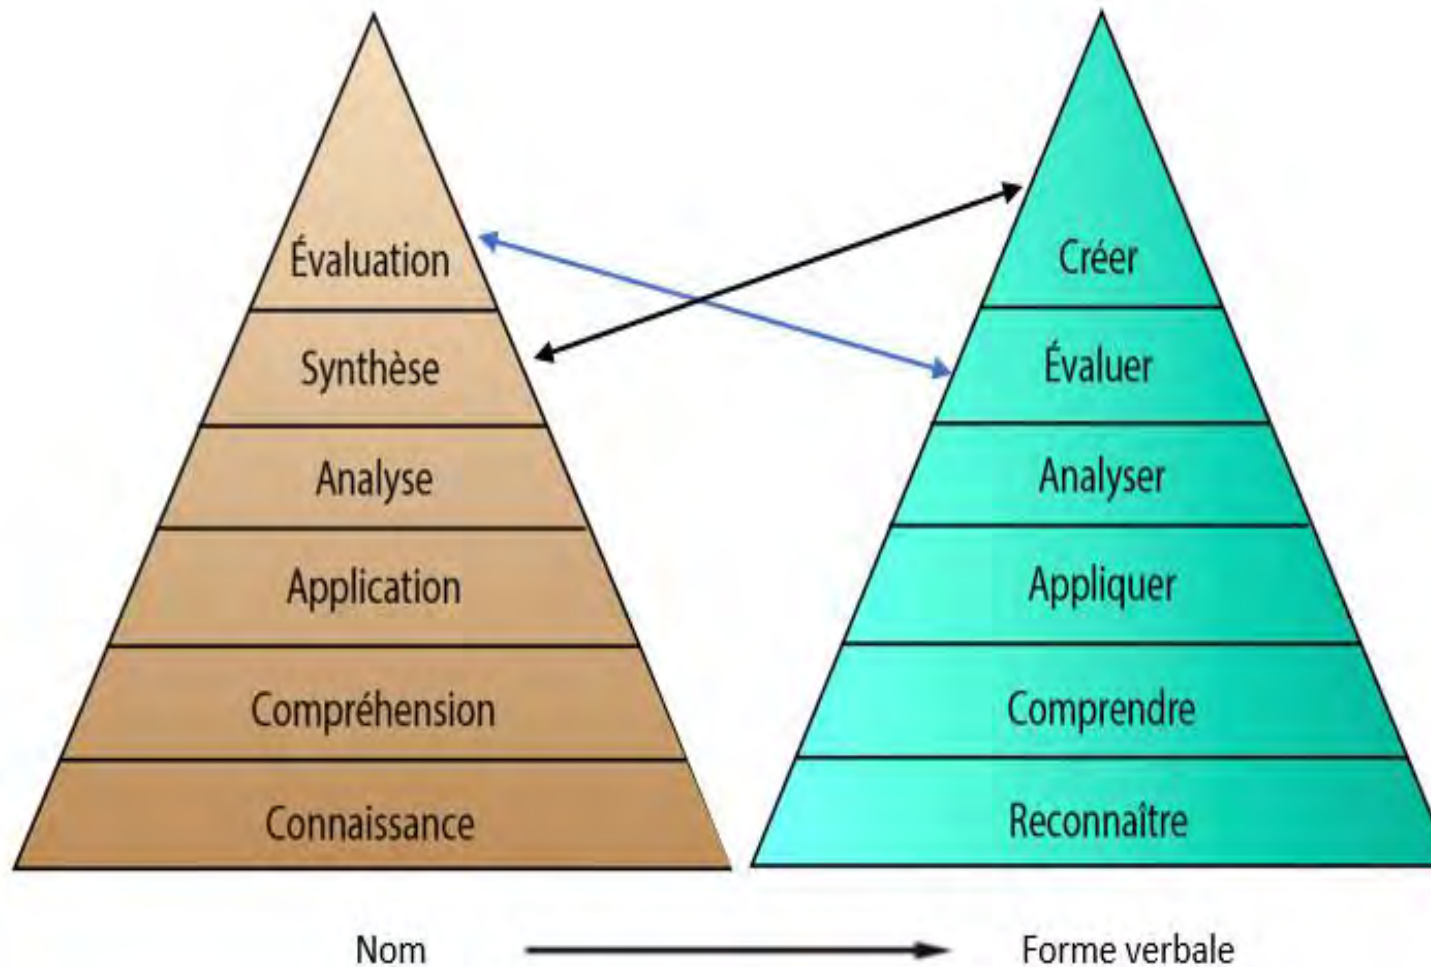 Évaluation
Synthèse
Analyse
Application
Compréhension
Connaissance
Créer
Évaluer
Analyser
Appliquer
Comprendre
Reconnaître
Nom
Forme verbale